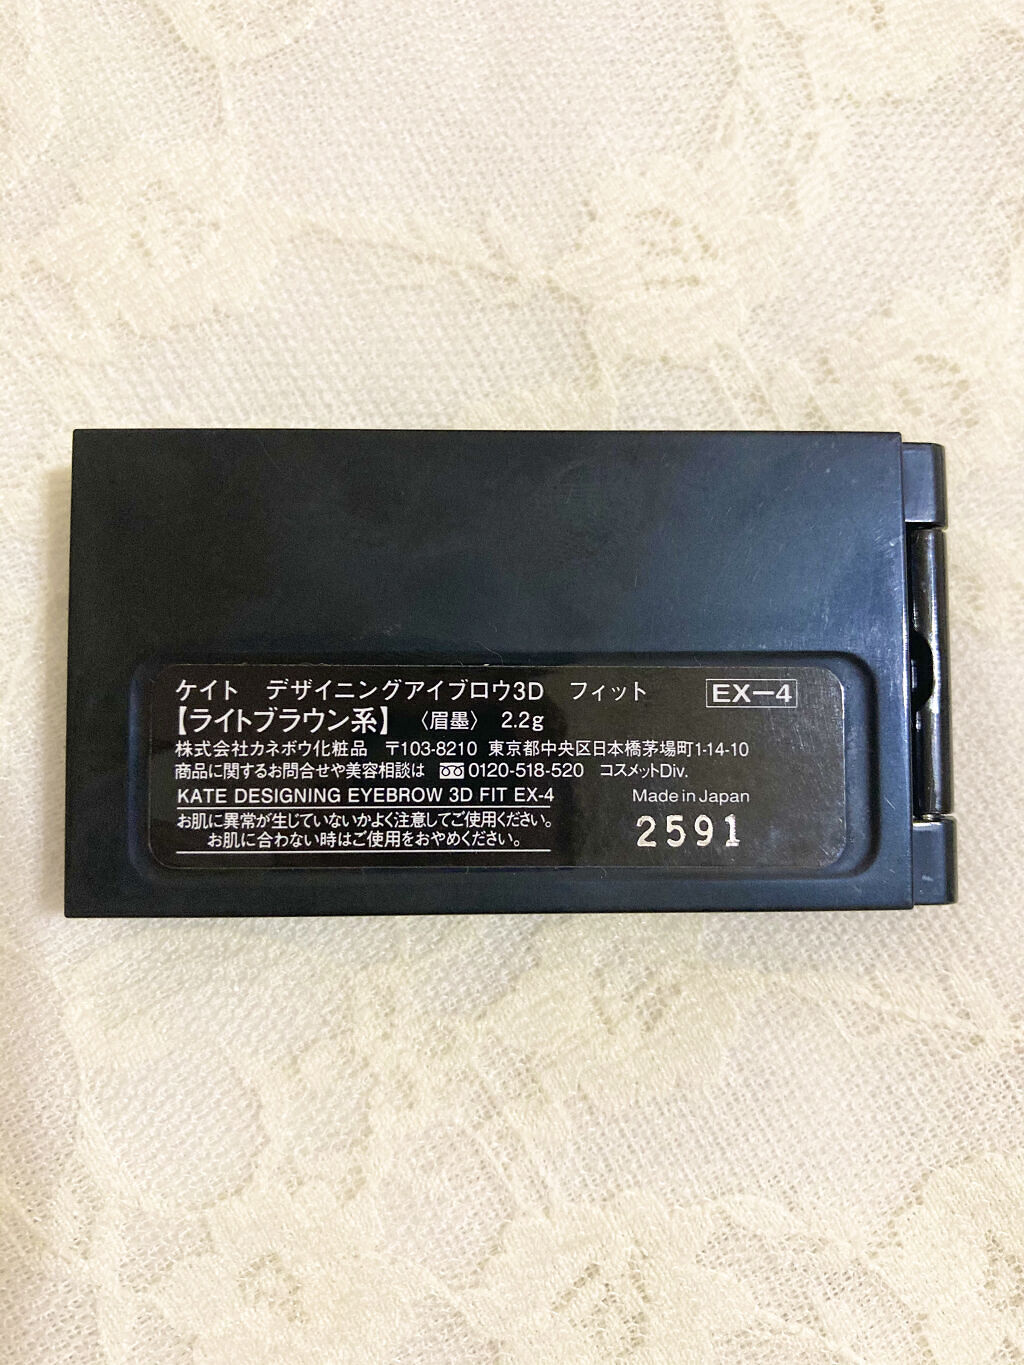 ケイト デザイニングアイブロウ3D フィット EX-4
【ライトブラウン系】 〈眉墨〉 2.2g
株式会社カネボウ化粧品 〒103-8210 東京都中央区日本橋茅場町1-14-10
商品に関するお問合せや美容相談は 0120-518-520 コスメットDiv.
KATE DESIGNING EYEBROW 3D FIT EX-4 Made in Japan
お肌に異常が生じていないかよく注意してご使用ください。
お肌に合わない時はご使用をおやめください。
2591